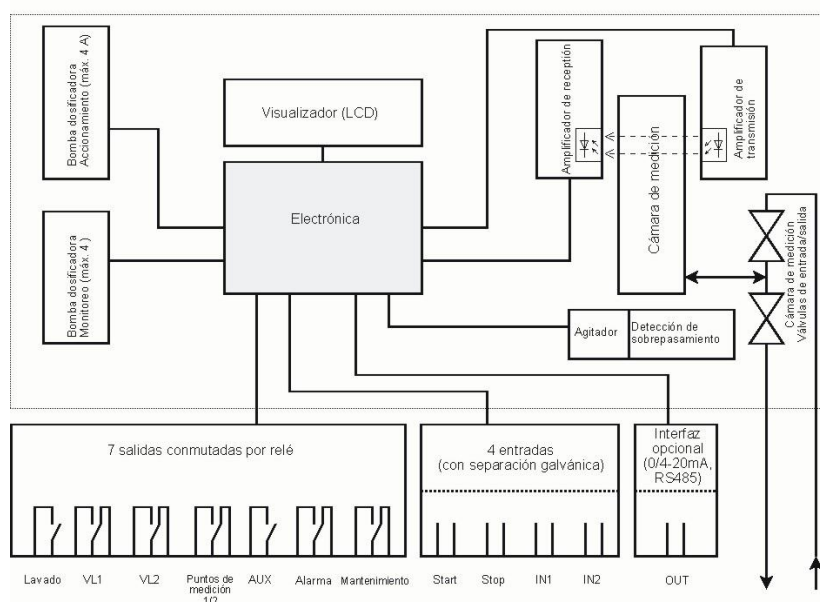 Bomba dosificadora
Accionamiento (máx. 4 A)
Visualizador (LCD)
Amplificador de reception
Cámara de medición
Amplificador de
transmisión
Electrónica
Bomba dosificadora
Monitoreo (máx. 4 )
Cámara de medición
Válvulas de entrada/salida
Agitador
Detección de
sobrepasamiento
7 salidas conmutadas por relé
4 entradas
(con separación galvánica)
Interfaz
opcional
(0/4-20mA,
RS485)
Lavado
VL1
VL2
Puntos de
medición
1/2
AUX
Alarma
Mantenimiento
Start
Stop
IN1
IN2
OUT